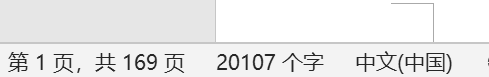 第 1 页，共 169 页 20107 个字 中文(中国)